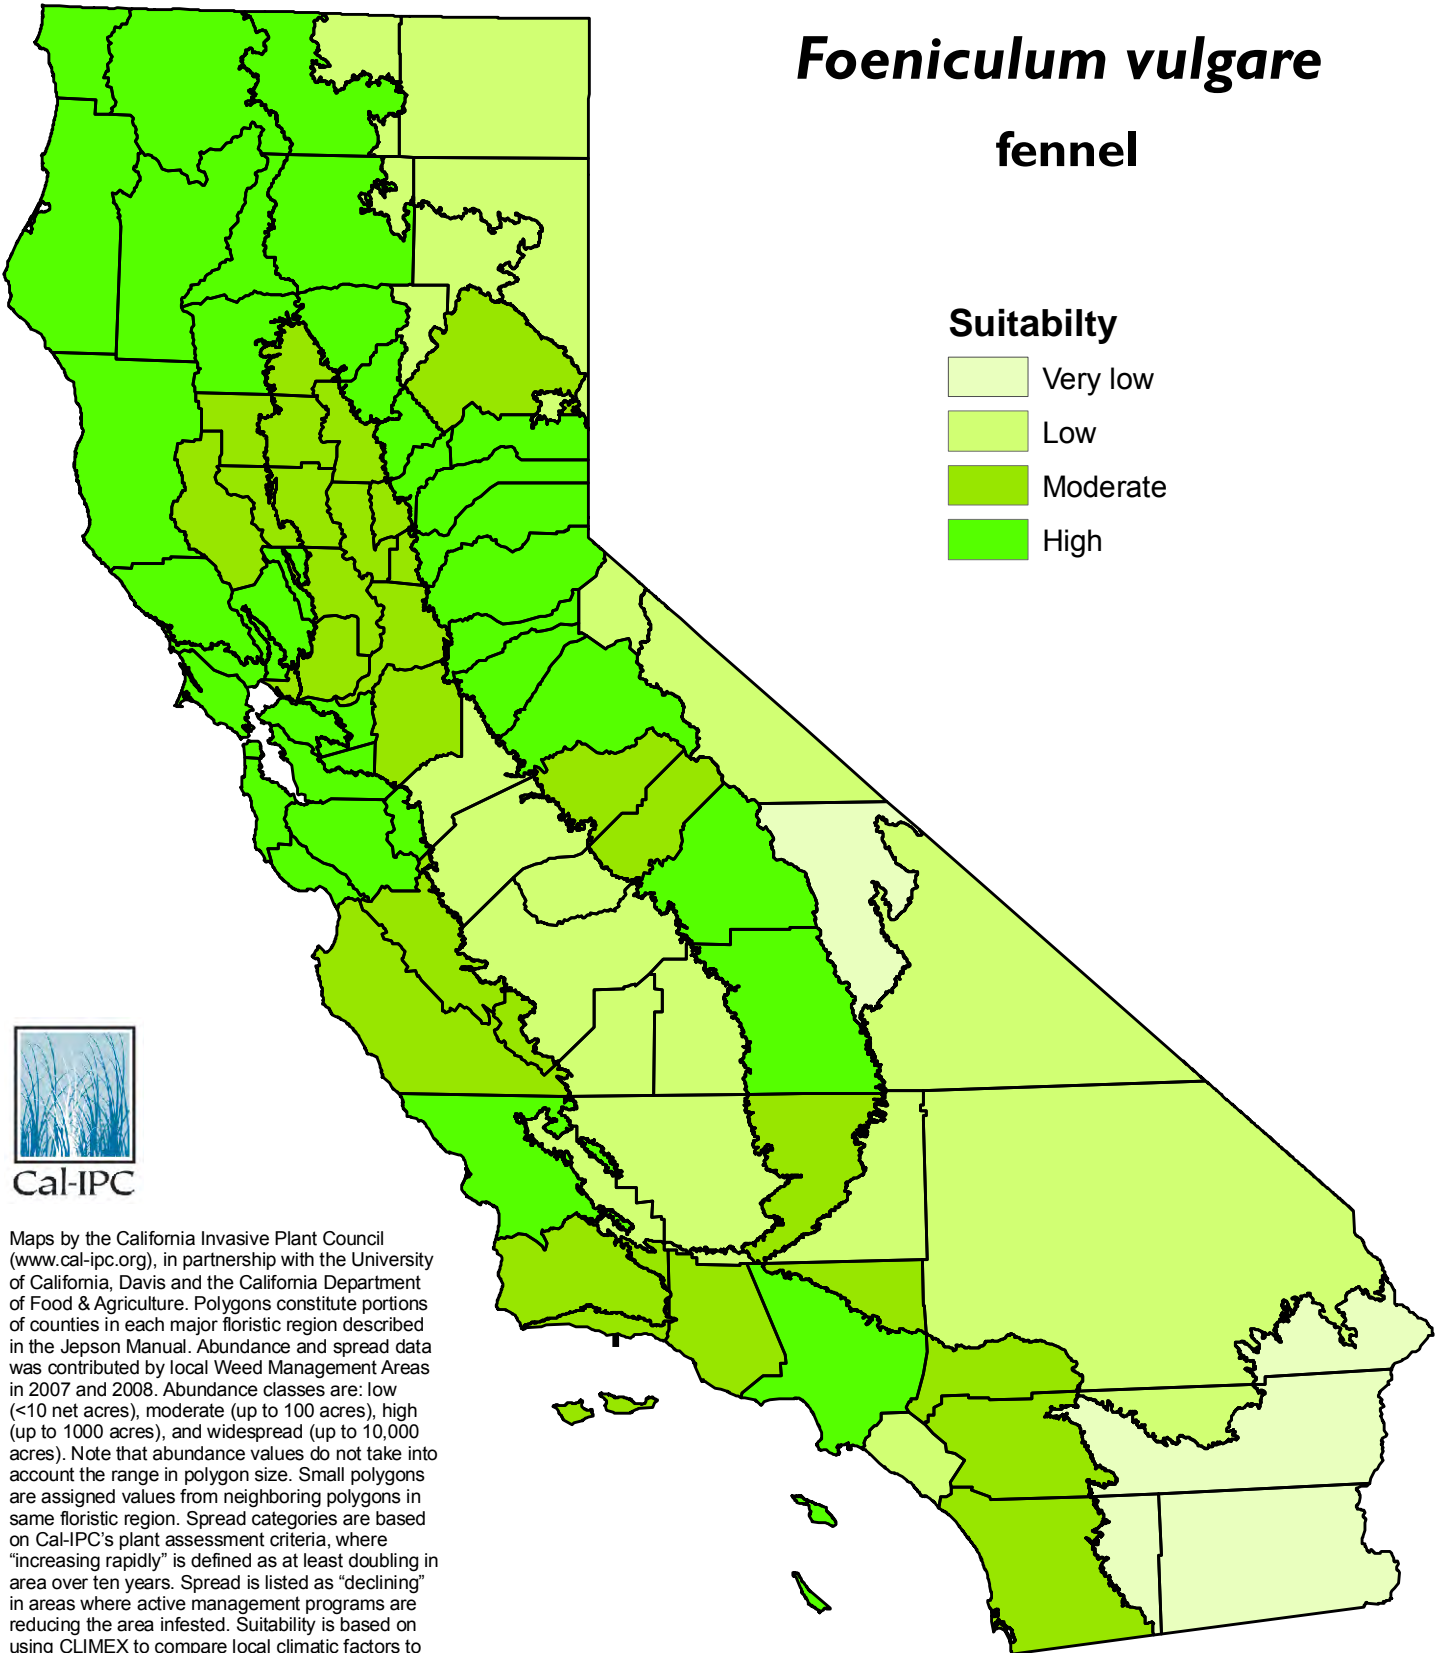 Foeniculum vulgare
fennel
Suitabilty
Very low
Low
Moderate
High
Cal-IPC
Maps by the California Invasive Plant Council
(www.cal-ipc.org), in partnership with the University
of California, Davis and the California Department
of Food & Agriculture. Polygons constitute portions
of counties in each major floristic region described
in the Jepson Manual. Abundance and spread data
was contributed by local Weed Management Areas
in 2007 and 2008. Abundance classes are: low
(<10 net acres), moderate (up to 100 acres), high
(up to 1000 acres), and widespread (up to 10,000
acres). Note that abundance values do not take into
account the range in polygon size. Small polygons
are assigned values from neighboring polygons in
same floristic region. Spread categories are based
on Cal-IPC's plant assessment criteria, where
“increasing rapidly” is defined as at least doubling in
area over ten years. Spread is listed as “declining”
in areas where active management programs are
reducing the area infested. Suitability is based on
using CLIMEX to compare local climatic factors to